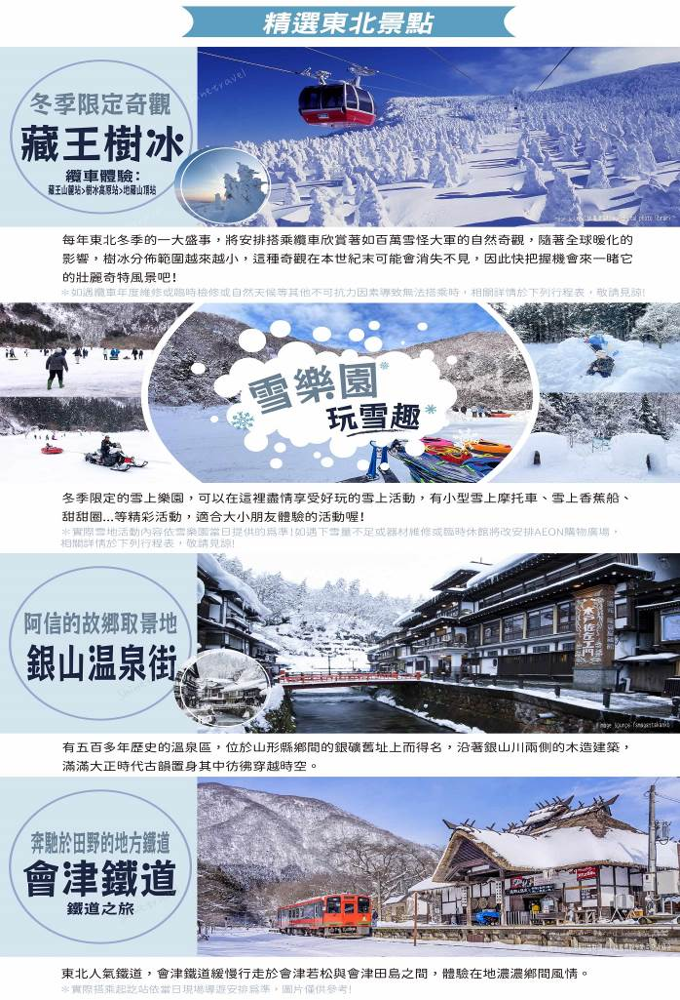 精選東北景點
冬季限定奇觀
藏王樹冰
纜車體驗：
藏王山麓站>樹冰高原站>地藏山頂站
每年東北冬季的一大盛事，將安排搭乘纜車欣賞著如百萬雪怪大軍的自然奇觀，隨著全球暖化的
影響，樹冰分佈範圍越來越小，這種奇觀在本世紀末可能會消失不見，因此快把握機會來一睹它
的壯麗奇特風景吧！
＊如遇纜車年度維修或臨時檢修或自然天候等其他不可抗力因素導致無法搭乘時，相關詳情於下列行程表，敬請見諒!
雪樂園
玩雪趣
冬季限定的雪上樂園，可以在這裡盡情享受好玩的雪上活動，有小型雪上摩托車、雪上香蕉船、
甜甜圈...等精彩活動，適合大小朋友體驗的活動喔！
＊實際雪地活動內容依雪樂園當日提供的為準!如遇下雪量不足或器材維修或臨時休館將改安排AEON購物廣場，
相關詳情於下列行程表，敬請見諒!
阿信的故鄉取景地
銀山温泉街
木戸佐左エ門
有五百多年歷史的溫泉區，位於山形縣鄉間的銀礦舊址上而得名，沿著銀山川兩側的木造建築，
滿滿大正時代古韻置身其中彷彿穿越時空。
奔馳於田野的地方鐵道
會津鐵道
鐵道之旅
東北人氣鐵道，會津鐵道緩慢行走於會津若松與會津田島之間，體驗在地濃濃鄉間風情。
＊實際搭乘起訖站依當日現場導遊安排為準，圖片僅供參考!